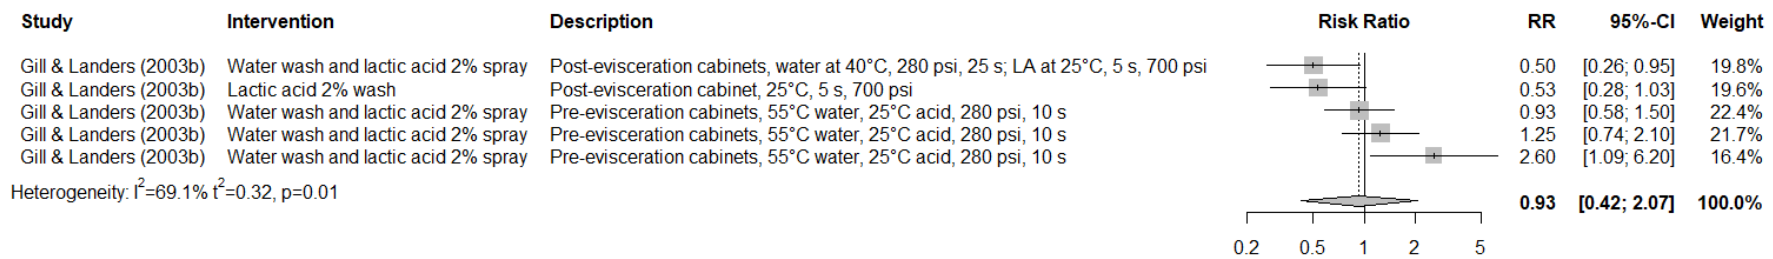 Study Intervention Description Risk Ratio RR 95%-CI Weight
Gill & Landers (2003b) Water wash and lactic acid 2% spray Post-evisceration cabinets, water at 40°C, 280 psi, 25 s; LA at 25°C, 5 s, 700 psi 0.50 [0.26; 0.95] 19.8%
Gill & Landers (2003b) Lactic acid 2% wash Post-evisceration cabinet, 25°C, 5 s, 700 psi 0.53 [0.28; 1.03] 19.6%
Gill & Landers (2003b) Water wash and lactic acid 2% spray Pre-evisceration cabinets, 55°C water, 25°C acid, 280 psi, 10 s 0.93 [0.58; 1.50] 22.4%
Gill & Landers (2003b) Water wash and lactic acid 2% spray Pre-evisceration cabinets, 55°C water, 25°C acid, 280 psi, 10 s 1.25 [0.74; 2.10] 21.7%
Gill & Landers (2003b) Water wash and lactic acid 2% spray Pre-evisceration cabinets, 55°C water, 25°C acid, 280 psi, 10 s 2.60 [1.09; 6.20] 16.4%
Heterogeneity: I²=69.1% t²=0.32, p=0.01
0.93 [0.42; 2.07] 100.0%
0.2 0.5 1 2 5